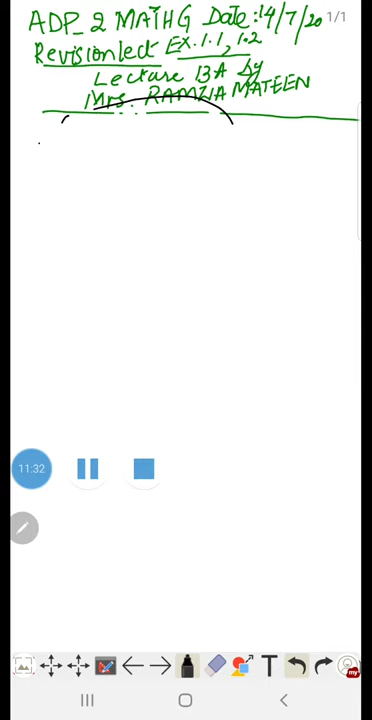 ADP_2 MATHG Date:14/7/20 1/1
Revision lect Ex.1.1, 1.2
Lecture 13A By
Mrs. RAMZIA MATEEN
11:32
T